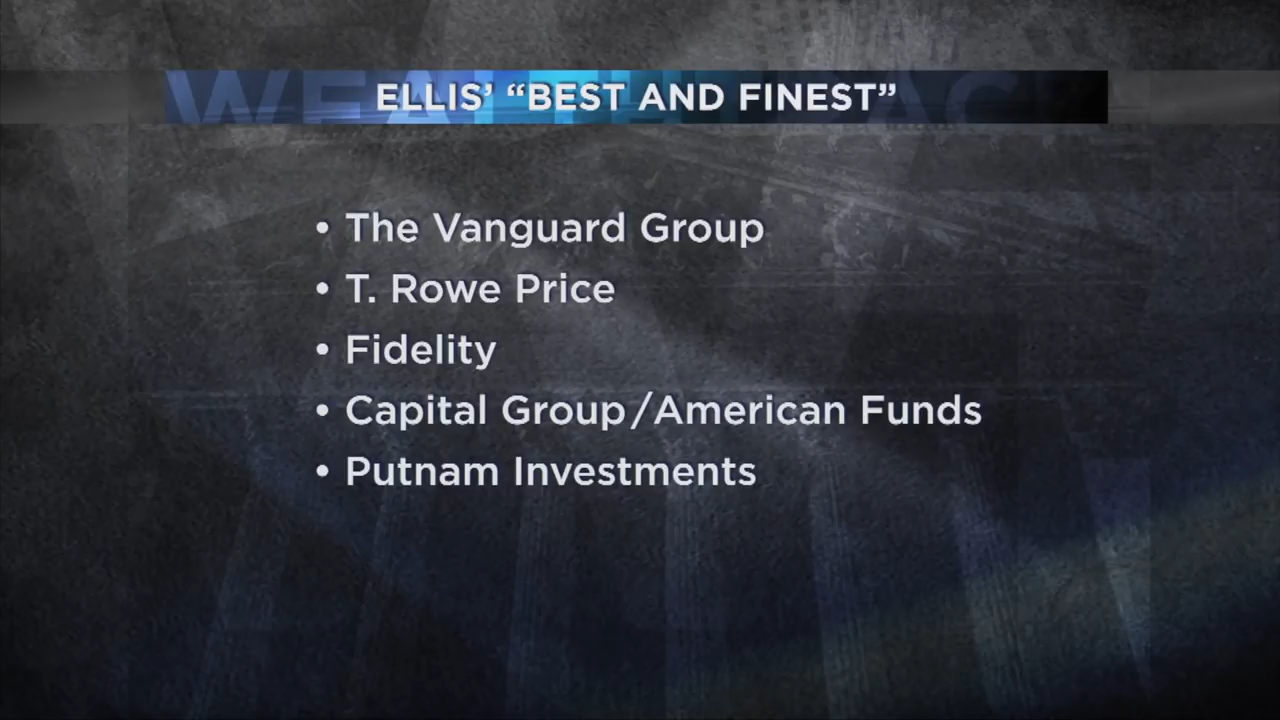 ELLIS’ “BEST AND FINEST”
• The Vanguard Group
• T. Rowe Price
• Fidelity
• Capital Group/American Funds
• Putnam Investments